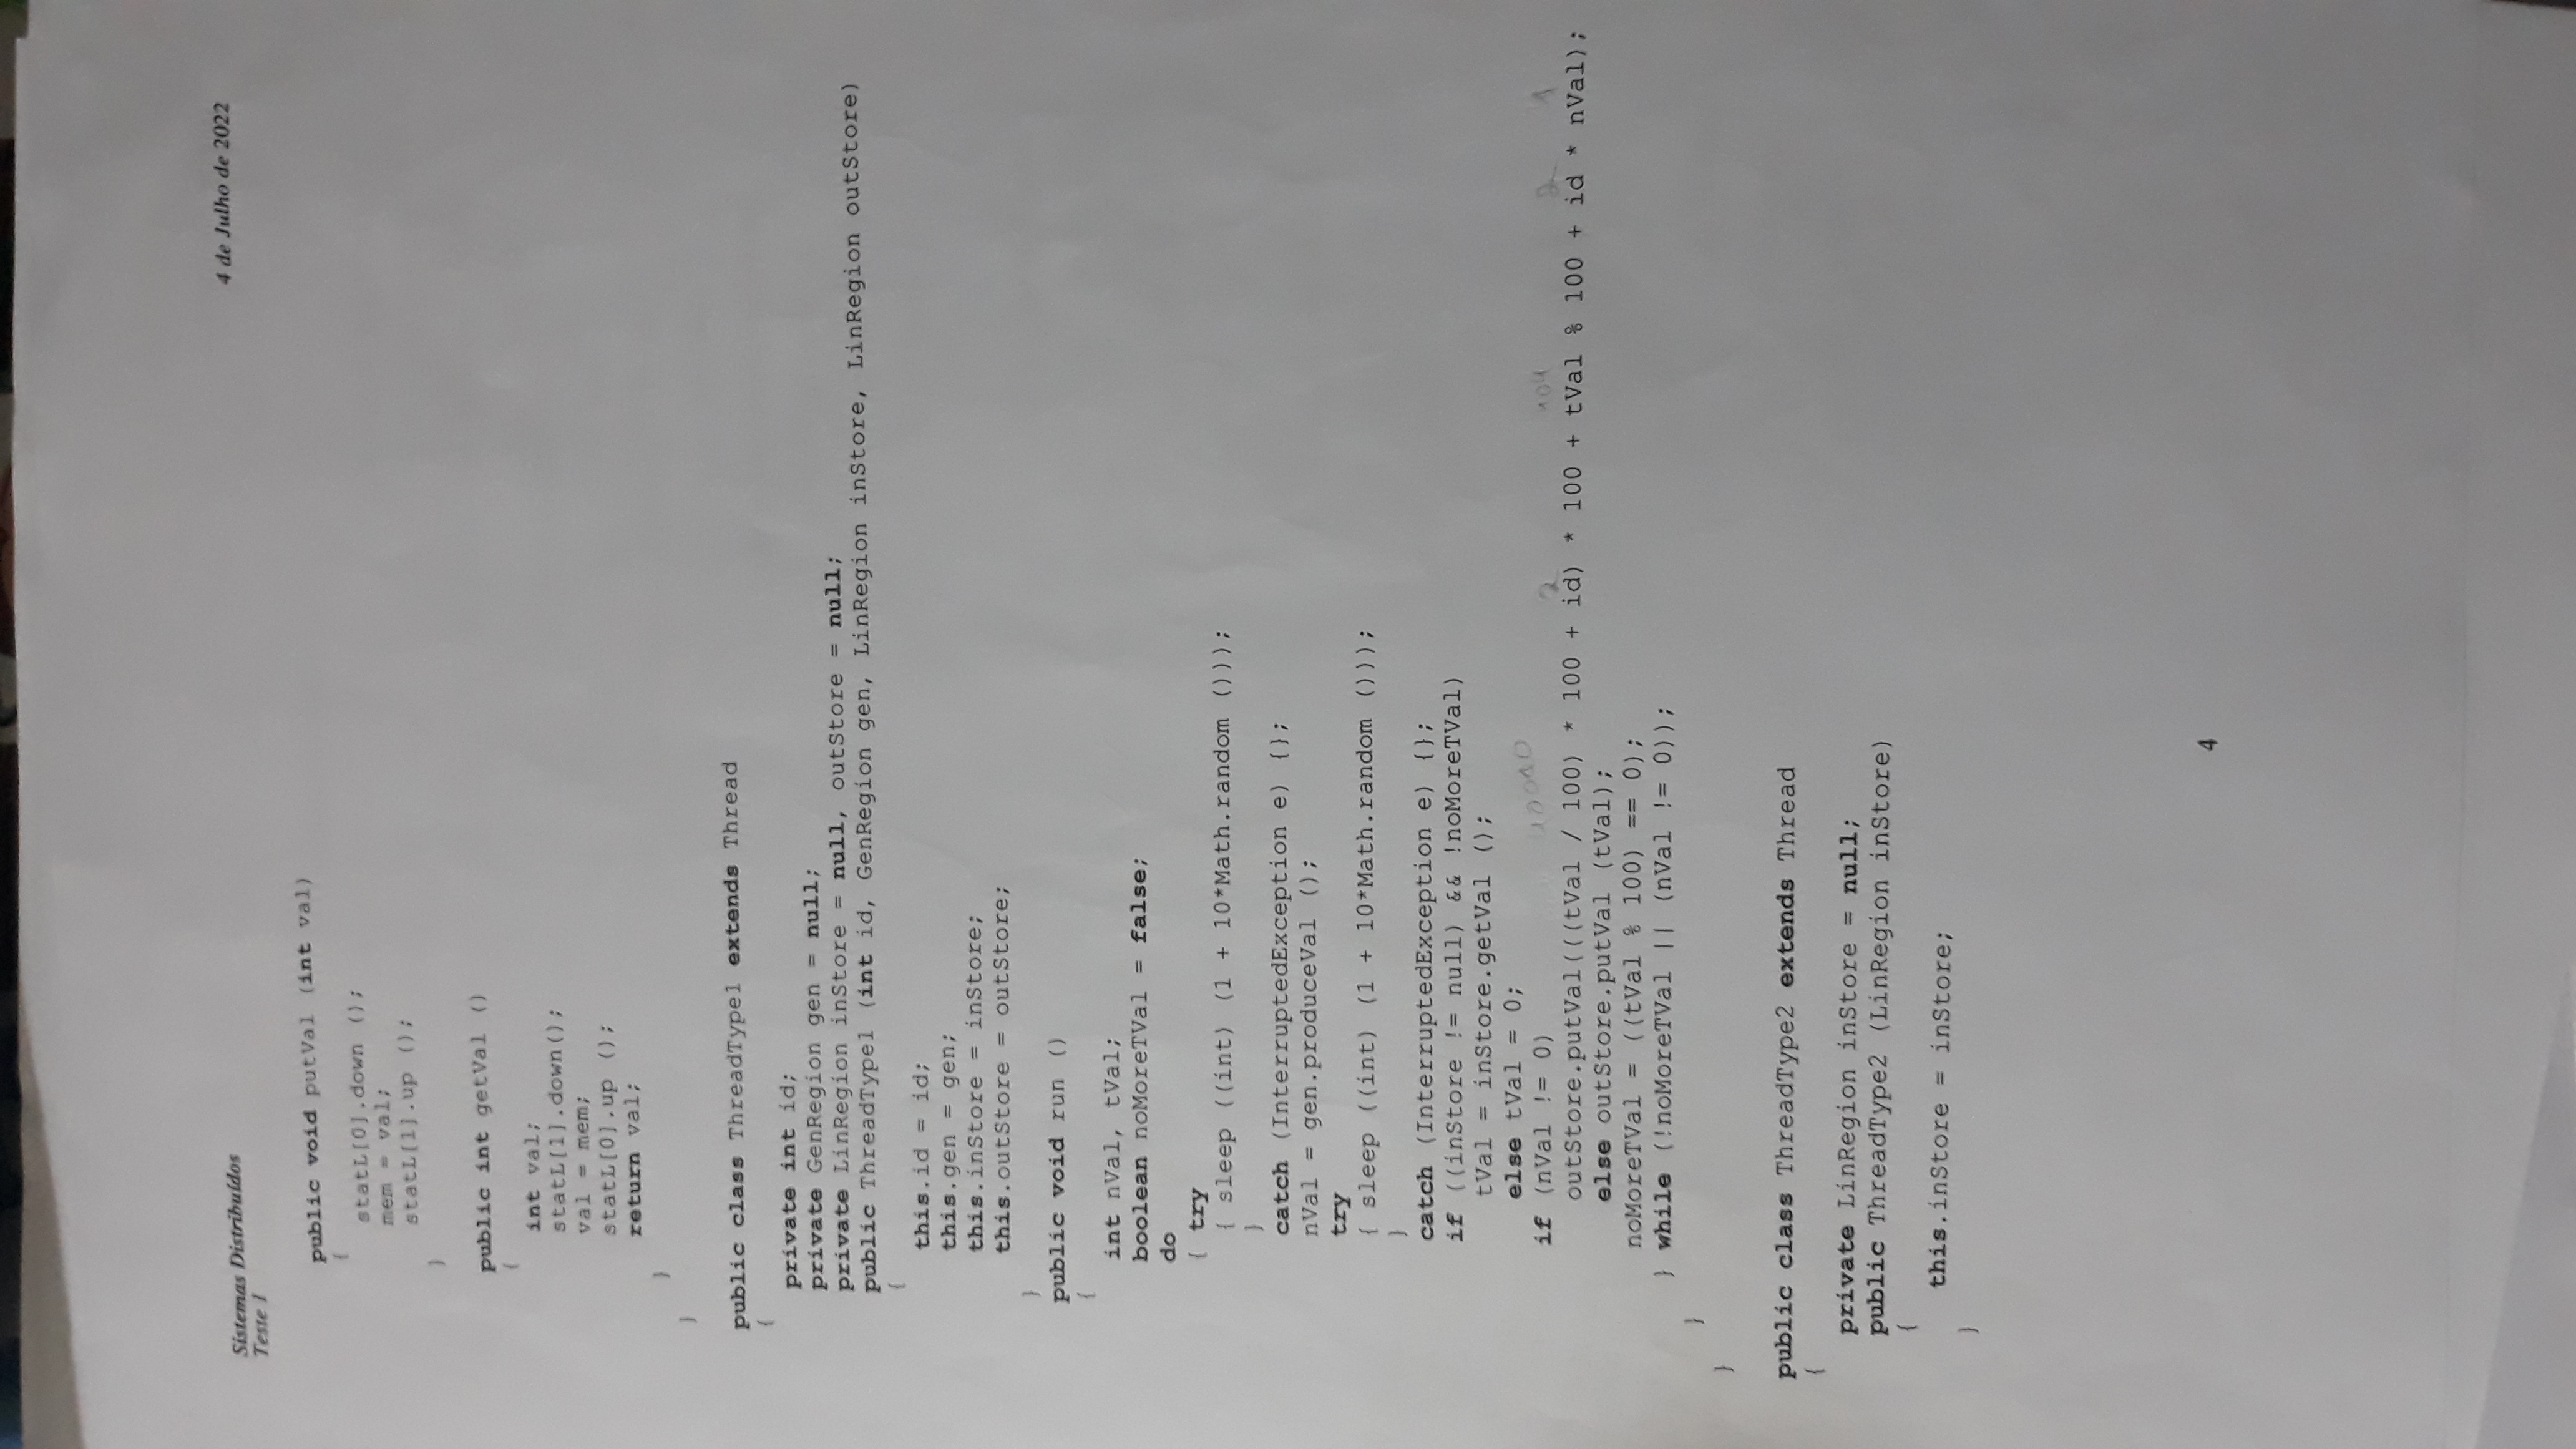 Sistemas Distribuídos
4 de Julho de 2022
Teste 1
public void putVal (int val)
{
statL[0].down ();
mem = val;
statL[1].up ();
}
public int getVal ()
{
int val;
statL[1].down();
val = mem;
statL[0].up ();
return val;
}
}
public class ThreadType1 extends Thread
{
private int id;
private GenRegion gen = null;
private LinRegion inStore = null, outStore = null;
public ThreadType1 (int id, GenRegion gen, LinRegion inStore, LinRegion outStore)
{
this.id = id;
this.gen = gen;
this.inStore = inStore;
this.outStore = outStore;
}
public void run ()
{
int nVal, tVal;
boolean noMoreTVal = false;
do
{ try
{ sleep ((int) (1 + 10*Math.random ()));
}
catch (InterruptedException e) {};
nVal = gen.produceVal ();
try
{ sleep ((int) (1 + 10*Math.random ()));
}
catch (InterruptedException e) {};
if ((inStore != null) && !noMoreTVal)
tVal = inStore.getVal ();
else tVal = 0;
if (nVal != 0)
2 104 2 1
outStore.putVal(((tVal / 100) * 100 + id) * 100 + tVal % 100 + id * nVal);
else outStore.putVal (tVal);
noMoreTVal = ((tVal % 100) == 0);
} while (!noMoreTVal || (nVal != 0));
}
}
public class ThreadType2 extends Thread
{
private LinRegion inStore = null;
public ThreadType2 (LinRegion inStore)
{
this.inStore = inStore;
}
4